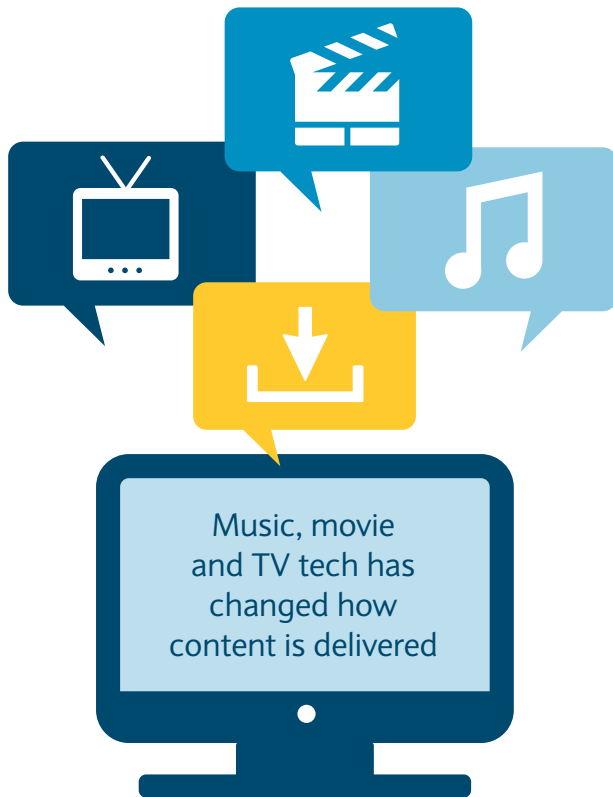 Music, movie
and TV tech has
changed how
content is delivered